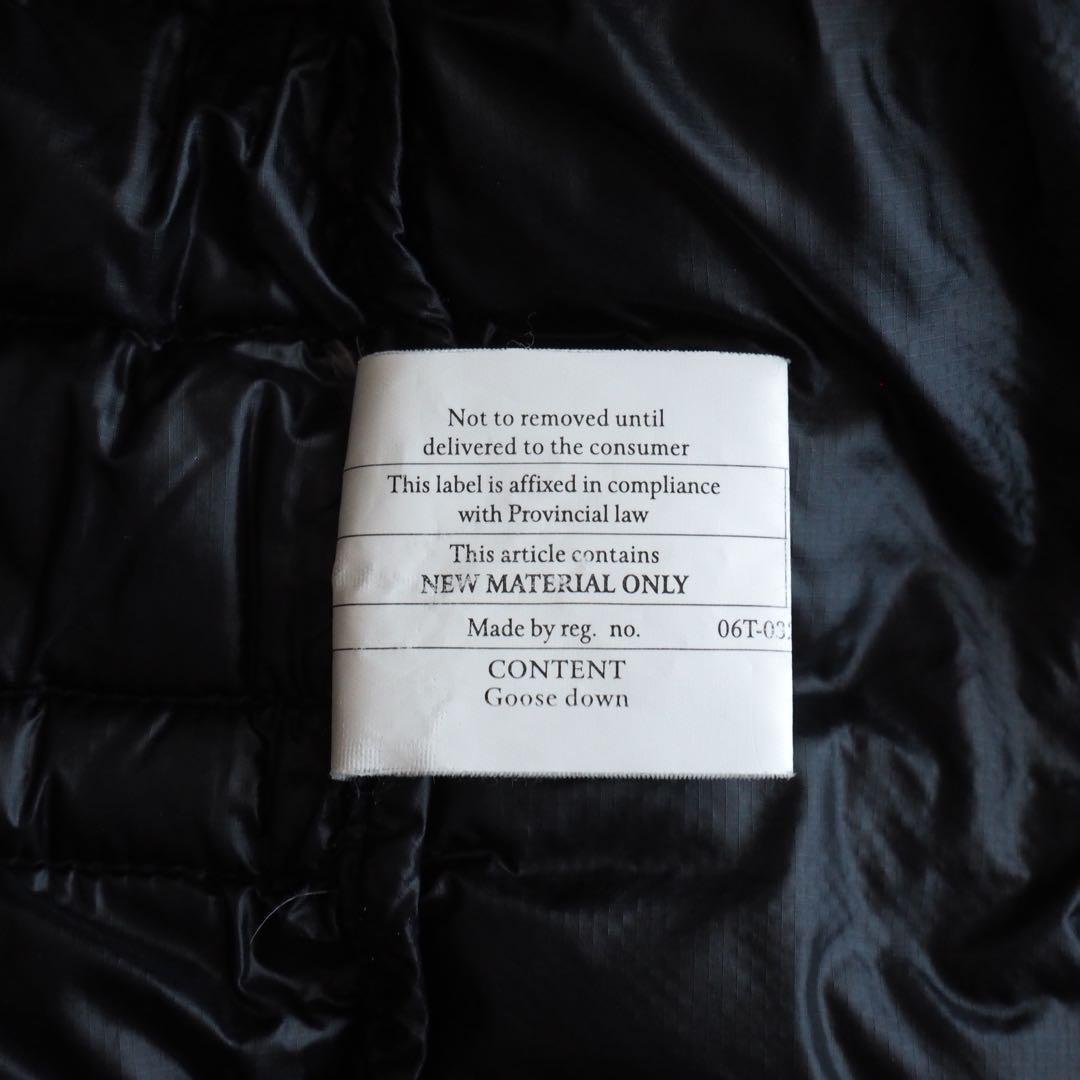 Not to removed until
delivered to the consumer
This label is affixed in compliance
with Provincial law
This article contains
NEW MATERIAL ONLY
Made by reg. no.
CONTENT
Goose down